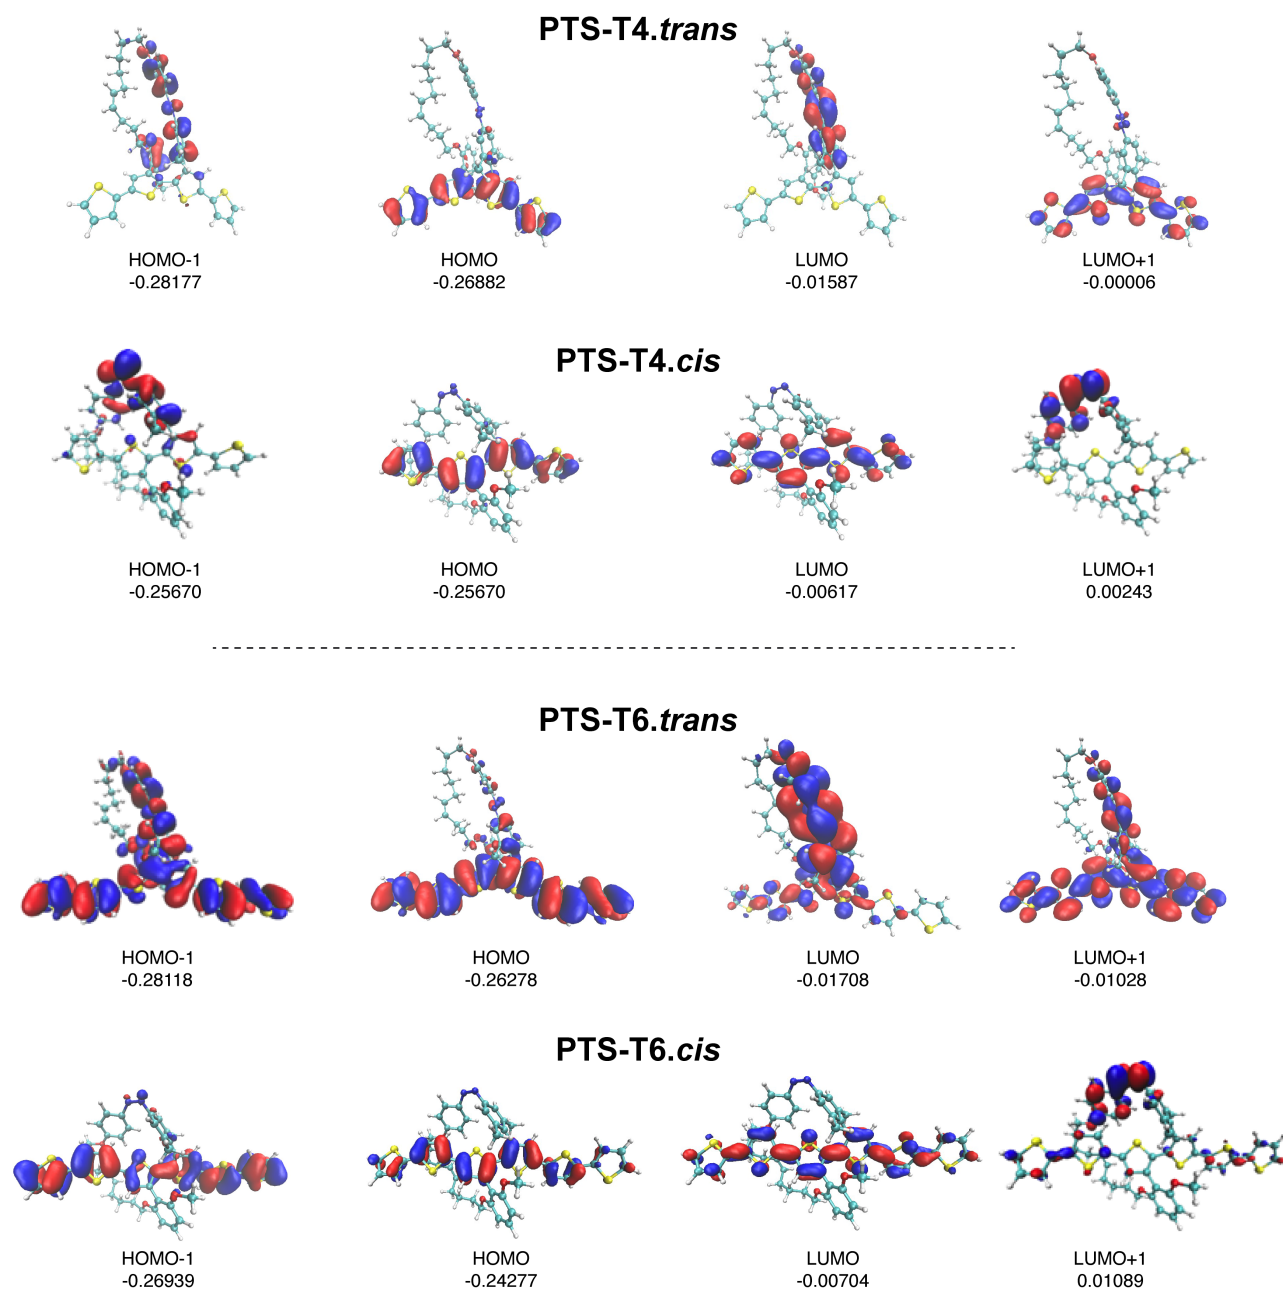 PTS-T4.trans
HOMO-1 HOMO LUMO LUMO+1
-0.28177 -0.26882 -0.01587 -0.00006
PTS-T4.cis
HOMO-1 HOMO LUMO LUMO+1
-0.25670 -0.25670 -0.00617 0.00243
PTS-T6.trans
HOMO-1 HOMO LUMO LUMO+1
-0.28118 -0.26278 -0.01708 -0.01028
PTS-T6.cis
HOMO-1 HOMO LUMO LUMO+1
-0.26939 -0.24277 -0.00704 0.01089